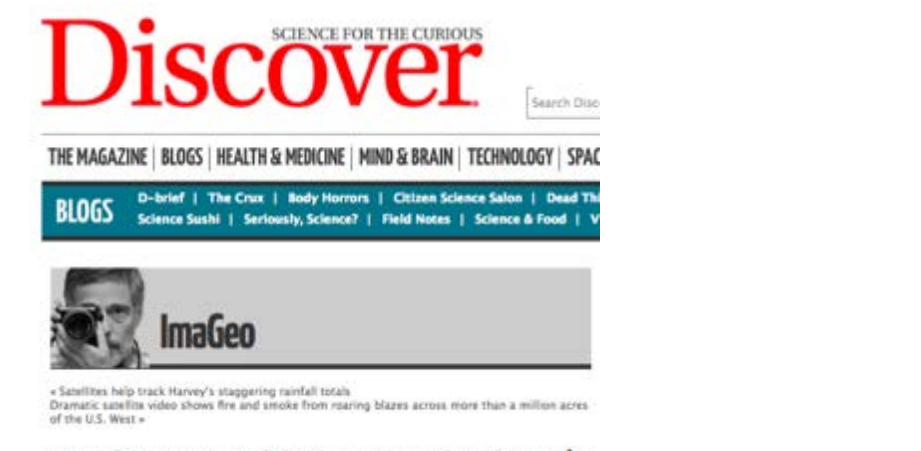 SCIENCE FOR THE CURIOUS
Discover
Search Disc
THE MAGAZINE | BLOGS | HEALTH & MEDICINE | MIND & BRAIN | TECHNOLOGY | SPAC
BLOGS
D-brief | The Crux | Body Horrors | Citizen Science Salon | Dead Thi
Science Sushi | Seriously, Science? | Field Notes | Science & Food | V
ImaGeo
« Satellites help track Harvey's staggering rainfall totals
Dramatic satellite video shows fire and smoke from roaring blazes across more than a million acres
of the U.S. West »